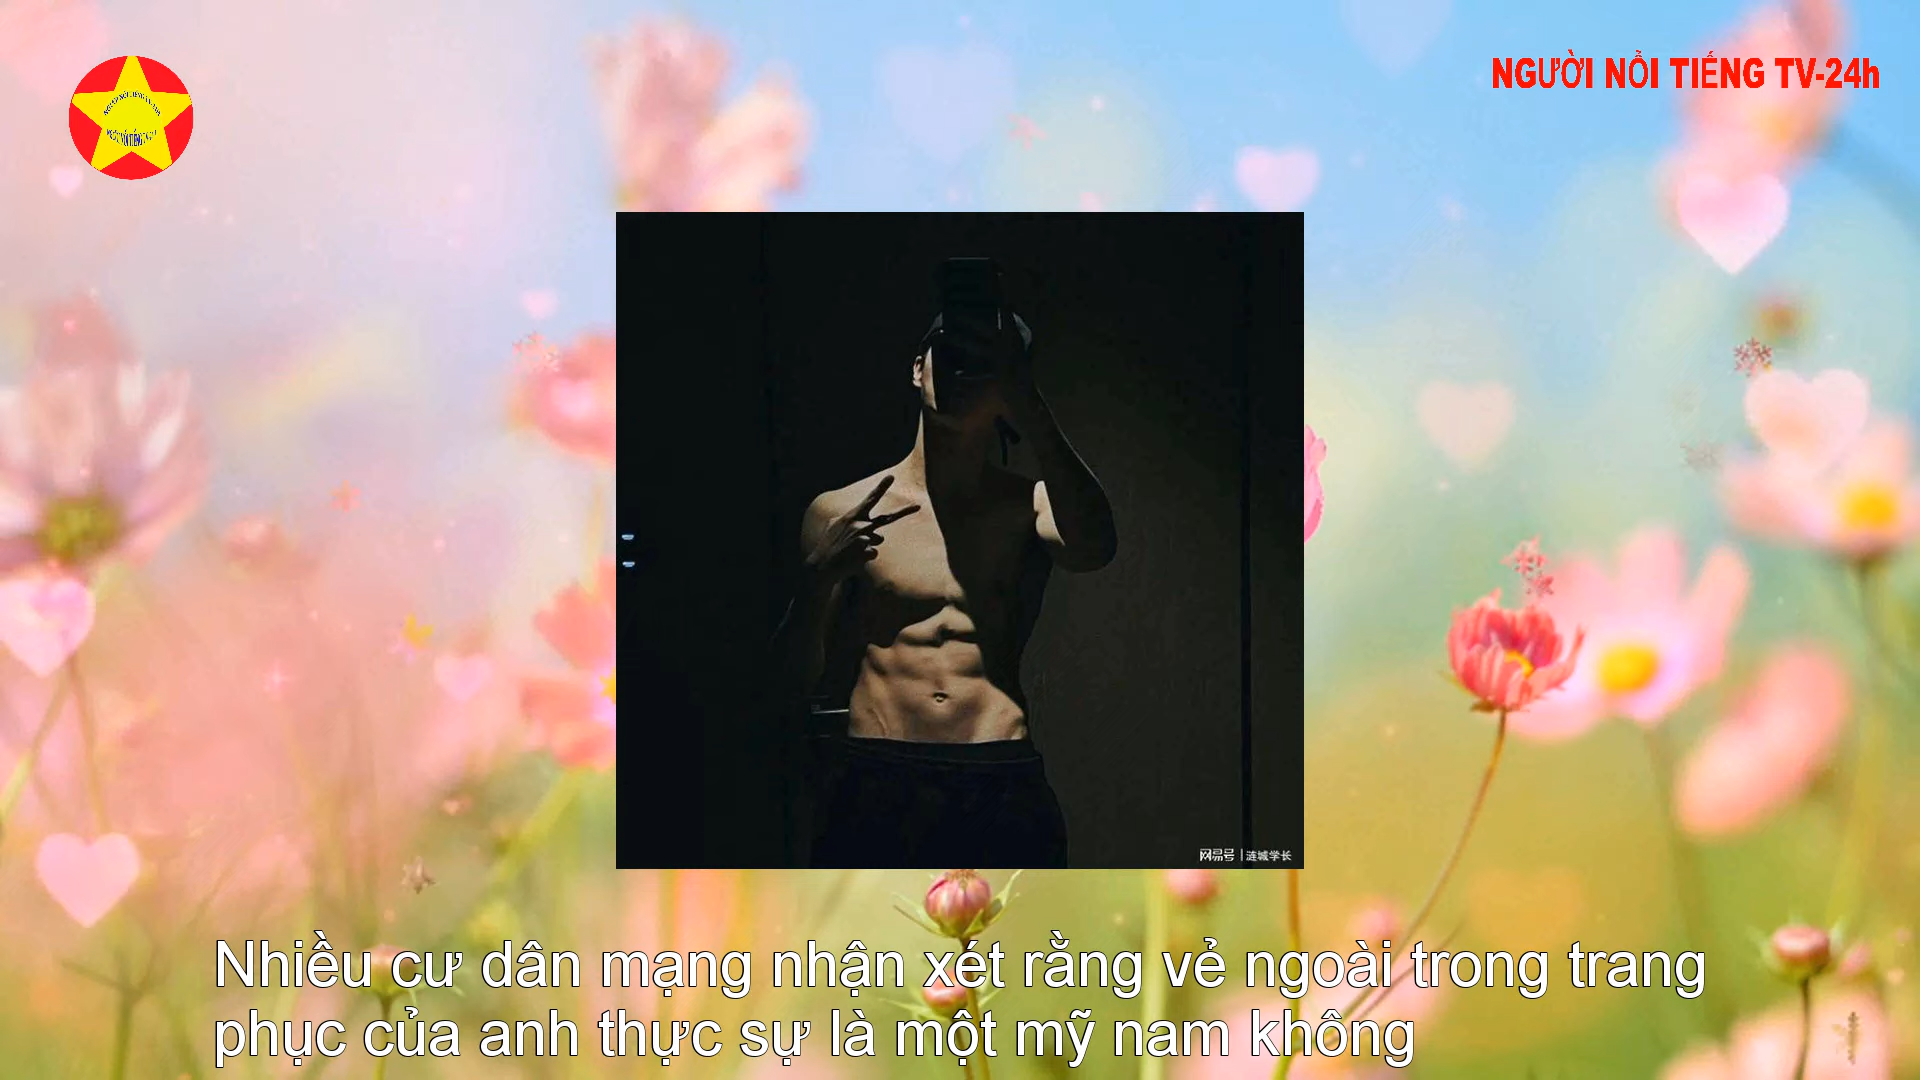 NGƯỜI NỔI TIẾNG TV-24h
网易号 | 涟城学长
Nhiều cư dân mạng nhận xét rằng vẻ ngoài trong trang
phục của anh thực sự là một mỹ nam không